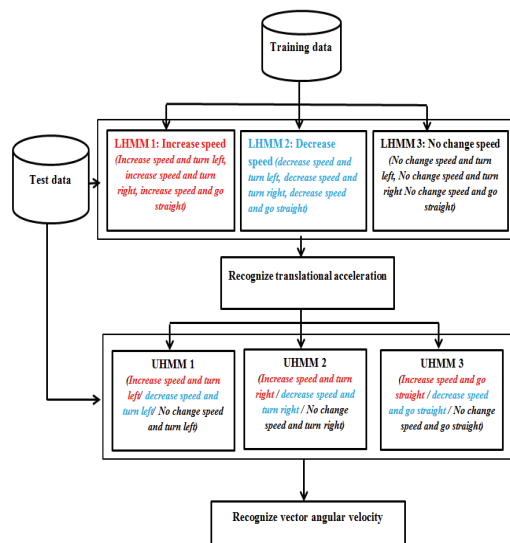 Training data
Test data
LHMM 1: Increase speed
(Increase speed and turn left,
increase speed and turn
right, increase speed and go
straight)
LHMM 2: Decrease
speed (decrease speed and
turn left, decrease speed and
turn right, decrease speed
and go straight)
LHMM 3: No change speed
(No change speed and turn
left, No change speed and turn
right No change speed and go
straight)
Recognize translational acceleration
UHMM 1
(Increase speed and turn
left/ decrease speed and
turn left/ No change speed
and turn left)
UHMM 2
(Increase speed and turn
right / decrease speed and
turn right / No change
speed and turn right)
UHMM 3
(Increase speed and go
straight / decrease speed
and go straight / No change
speed and go straight)
Recognize vector angular velocity